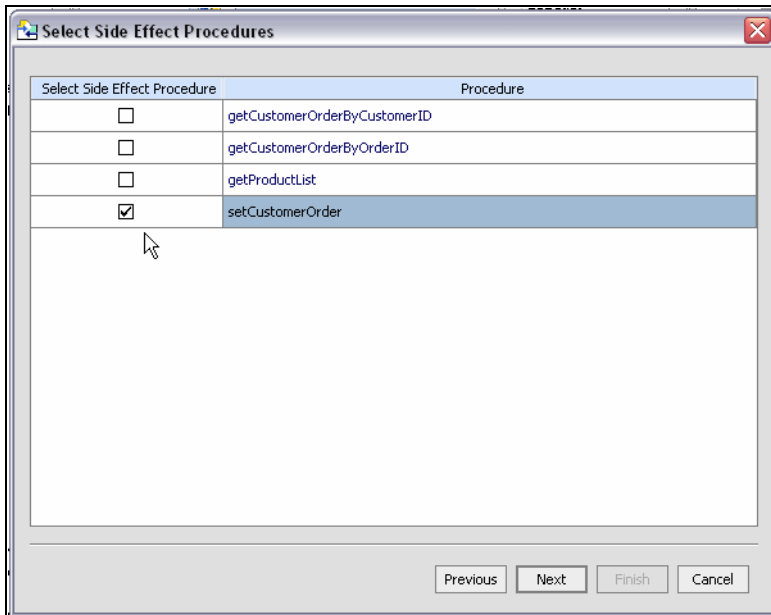 Select Side Effect Procedures
Select Side Effect Procedure Procedure
getCustomerOrderByCustomerID
getCustomerOrderByOrderID
getProductList
setCustomerOrder
Previous Next Finish Cancel